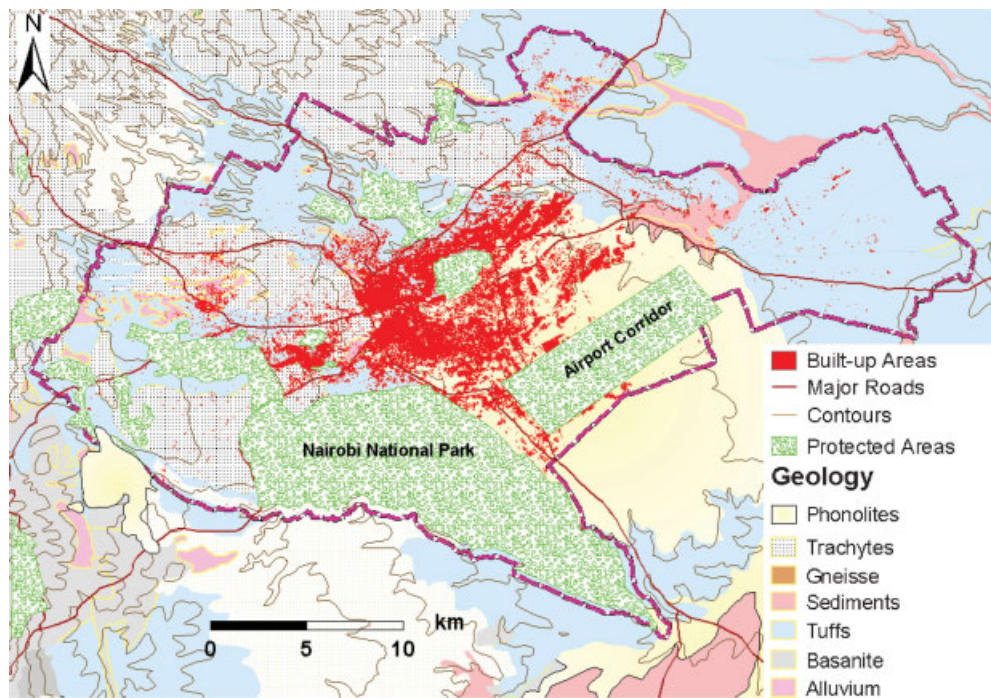 N
Airport Corridor
Nairobi National Park
km
0 5 10
Built-up Areas
Major Roads
Contours
Protected Areas
Geology
Phonolites
Trachytes
Gneisse
Sediments
Tuffs
Basanite
Alluvium